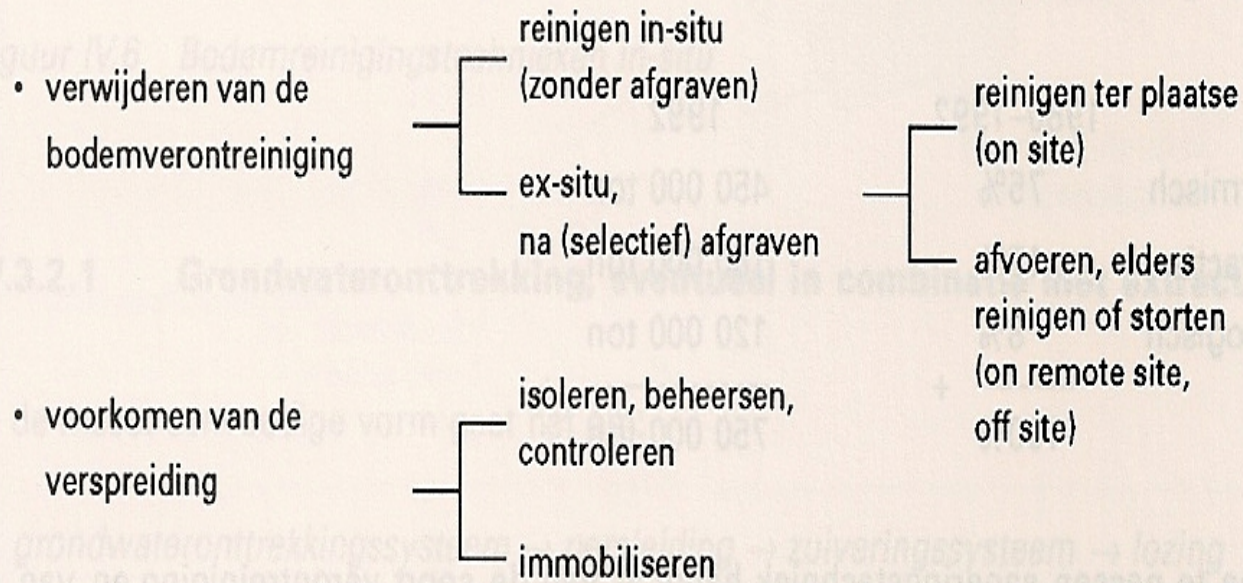 • verwijderen van de
bodemverontreiniging
reinigen in-situ
(zonder afgraven)
ex-situ,
na (selectief) afgraven
reinigen ter plaatse
(on site)
afvoeren, elders
reinigen of storten
(on remote site,
off site)
• voorkomen van de
verspreiding
isoleren, beheersen,
controleren
immobiliseren